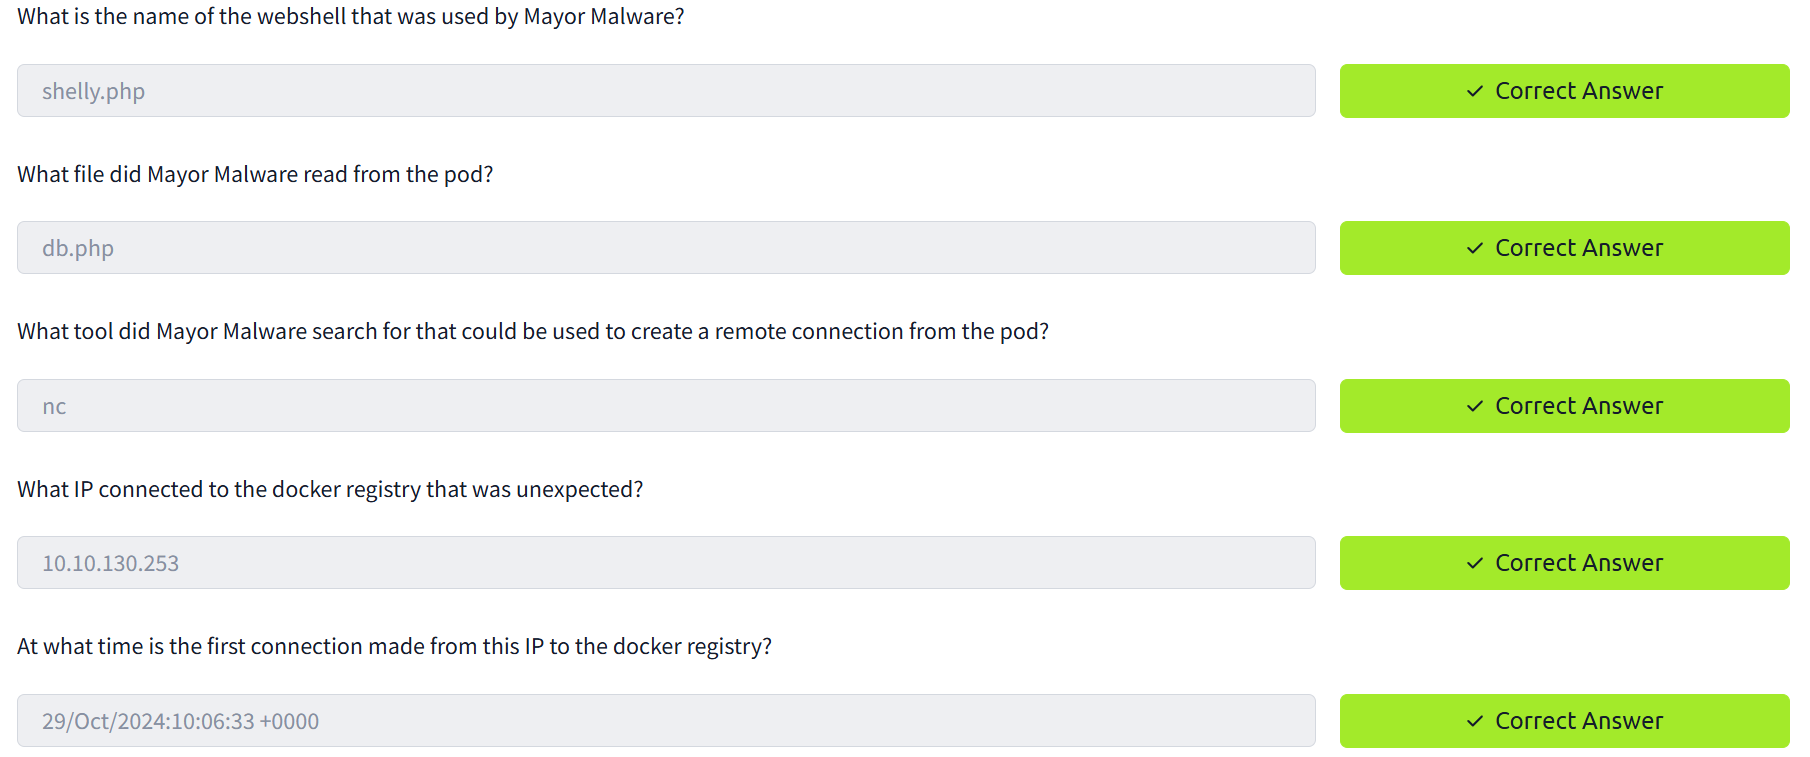 What is the name of the webshell that was used by Mayor Malware?
shelly.php
✓ Correct Answer
What file did Mayor Malware read from the pod?
db.php
✓ Correct Answer
What tool did Mayor Malware search for that could be used to create a remote connection from the pod?
nc
✓ Correct Answer
What IP connected to the docker registry that was unexpected?
10.10.130.253
✓ Correct Answer
At what time is the first connection made from this IP to the docker registry?
29/Oct/2024:10:06:33 +0000
✓ Correct Answer